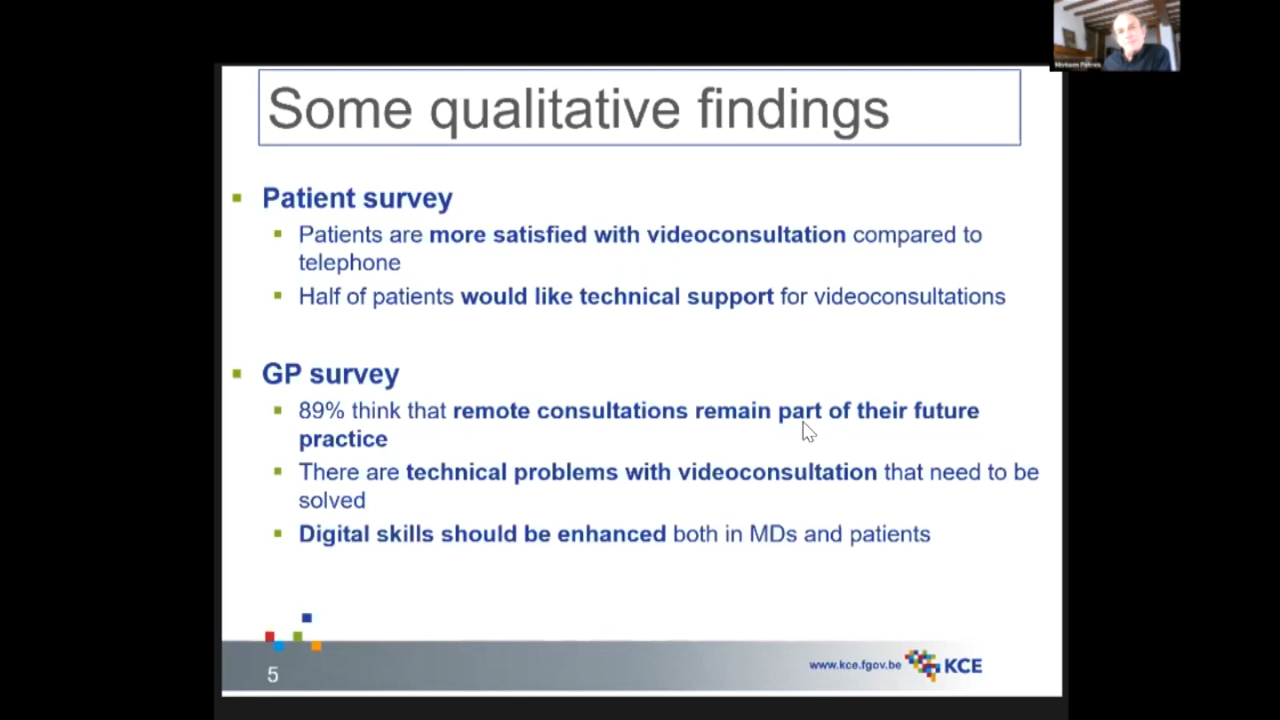 Some qualitative findings
Patient survey
Patients are more satisfied with videoconsultation compared to
telephone
Half of patients would like technical support for videoconsultations
GP survey
89% think that remote consultations remain part of their future
practice
There are technical problems with videoconsultation that need to be
solved
Digital skills should be enhanced both in MDs and patients
5
www.kce.fgov.be
KCE